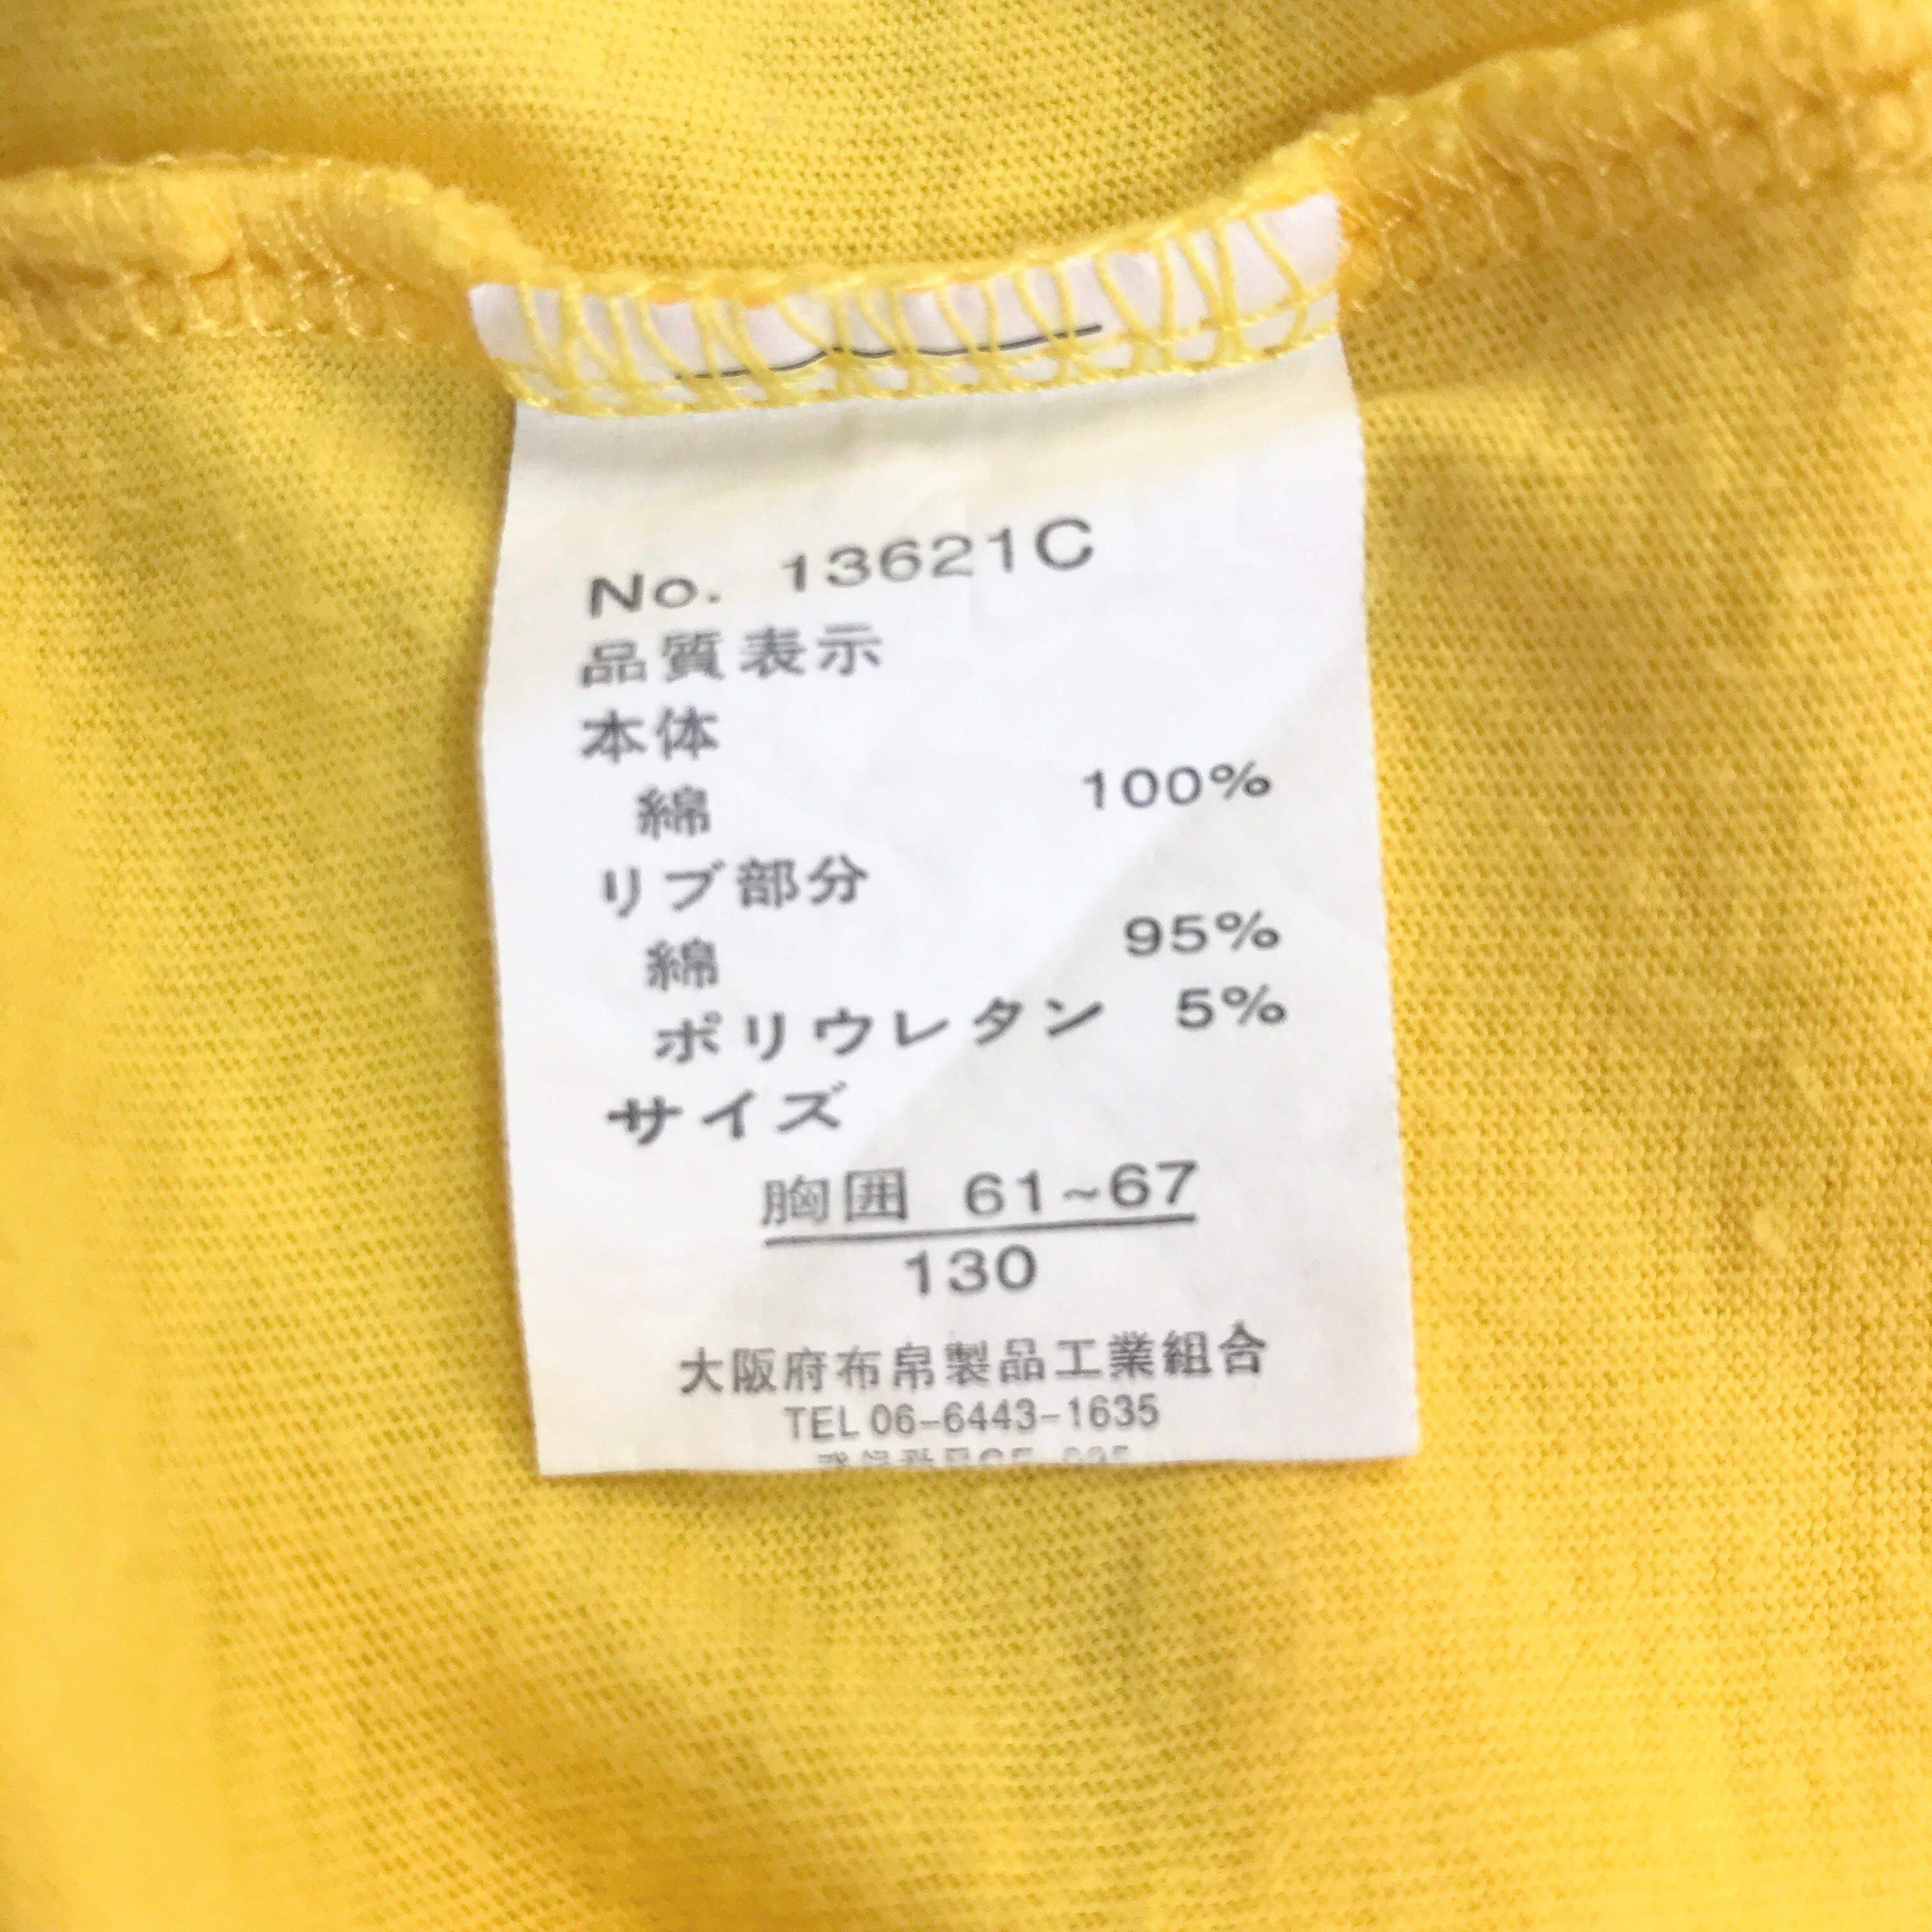 No. 13621C
品質表示
本体
綿 100%
リブ部分
綿 95%
ポリウレタン 5%
サイズ
胸囲 61~67
130
大阪府布帛製品工業組合
TEL 06-6443-1635